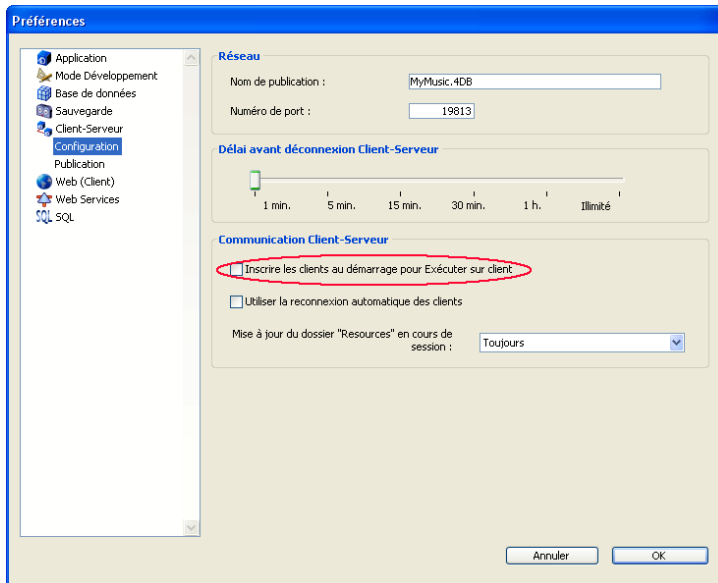 Préférences
Application
Mode Développement
Base de données
Sauvegarde
Client-Serveur
Configuration
Publication
Web (Client)
Web Services
SQL SQL
Réseau
Nom de publication : MyMusic.4DB
Numéro de port : 19813
Délai avant déconnexion Client-Serveur
1 min. 5 min. 15 min. 30 min. 1 h. Illimité
Communication Client-Serveur
Inscrire les clients au démarrage pour Exécuter sur client
Utiliser la reconnexion automatique des clients
Mise à jour du dossier "Resources" en cours de
session : Toujours
Annuler OK